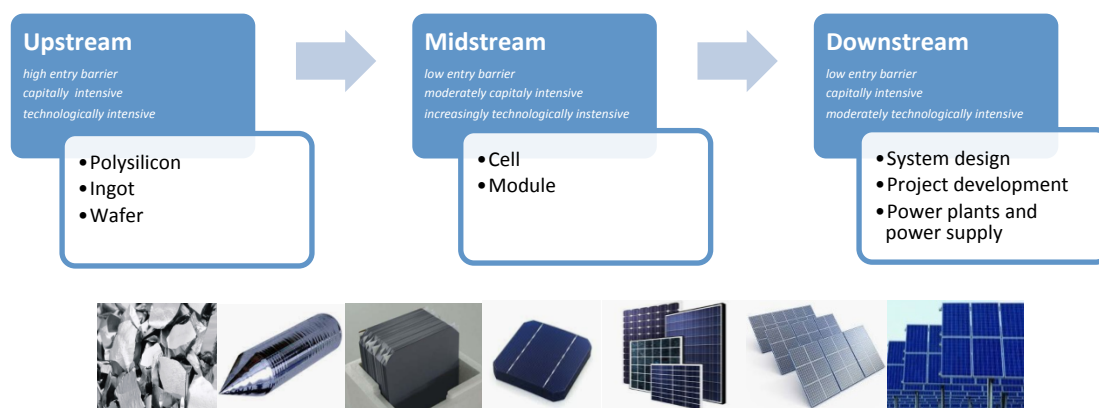 Upstream
high entry barrier
capitally intensive
technologically intensive
•Polysilicon
•Ingot
•Wafer
Midstream
low entry barrier
moderately capitaly intensive
increasingly technologically instensive
•Cell
•Module
Downstream
low entry barrier
capitally intensive
moderately technologically intensive
•System design
•Project development
•Power plants and
power supply